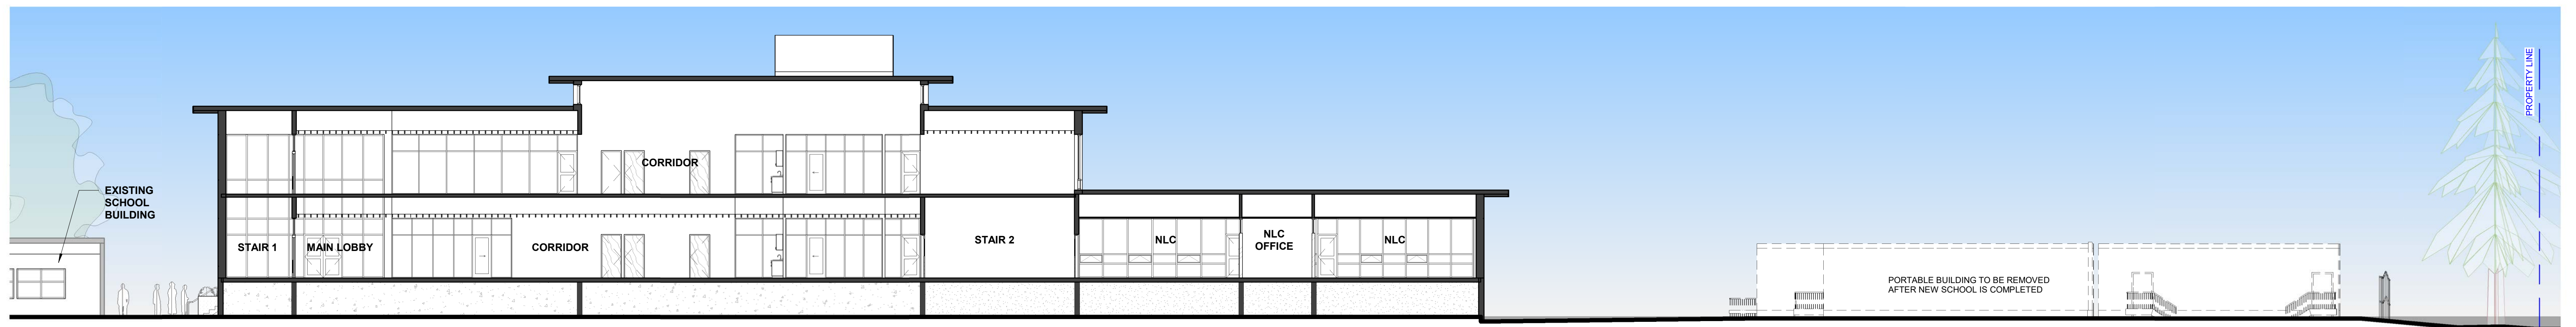 PROPERTY LINE
CORRIDOR
EXISTING
SCHOOL
BUILDING
STAIR 1
MAIN LOBBY
CORRIDOR
STAIR 2
NLC
NLC
OFFICE
NLC
PORTABLE BUILDING TO BE REMOVED
AFTER NEW SCHOOL IS COMPLETED